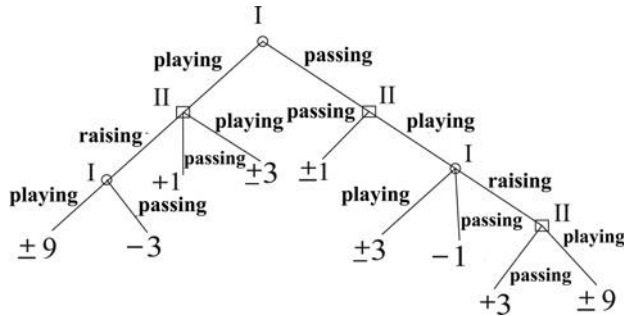 I
playing passing
II passing II
raising playing playing
I passing I
+1 ±3 ±1 raising
playing passing playing passing II
±9 −3 ±3 −1 passing playing
+3 ±9